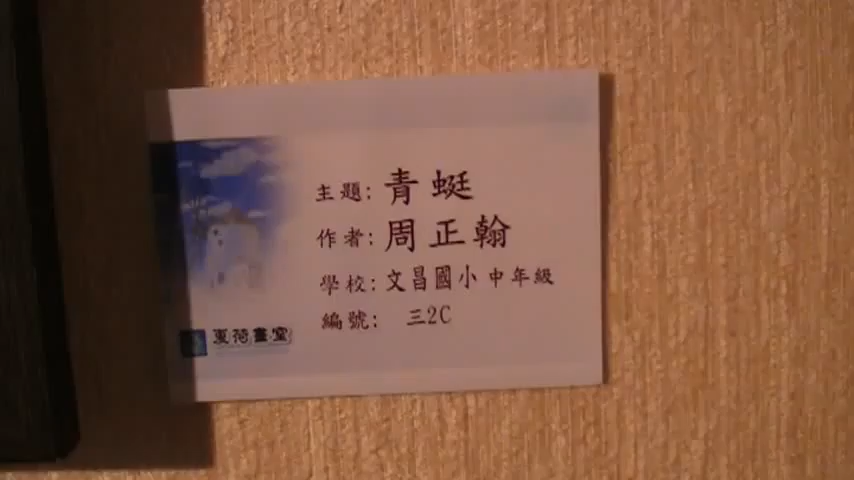 主題：青蜓
作者：周正翰
學校：文昌國小中年級
編號： 三2C
夏荷畫室